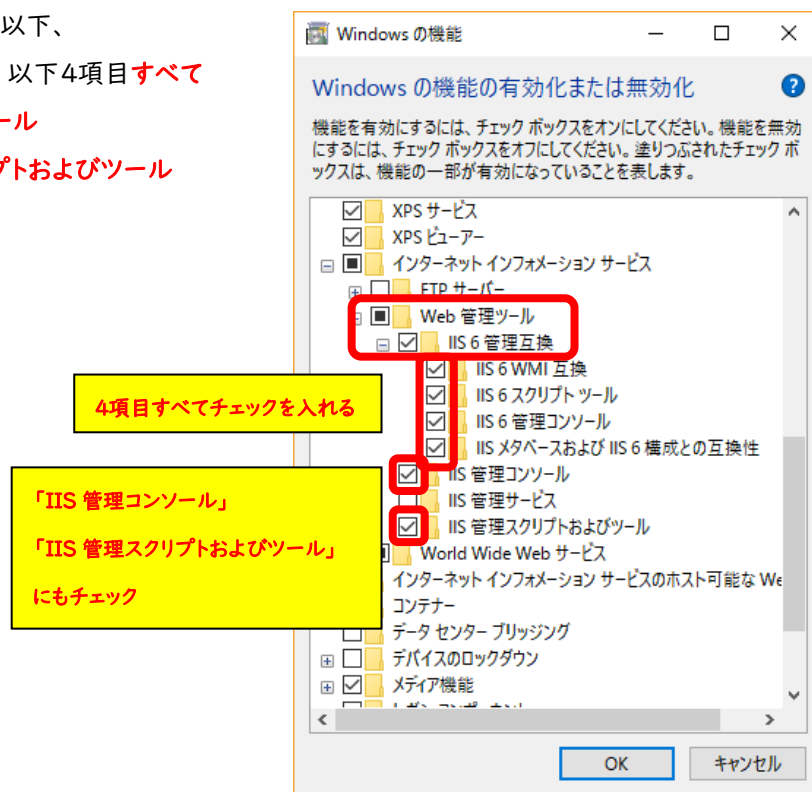 以下、
以下4項目すべて
ール
プトおよびツール
Windows の機能
Windows の機能の有効化または無効化
機能を有効にするには、チェック ボックスをオンにしてください。機能を無効
にするには、チェック ボックスをオフにしてください。塗りつぶされたチェック ボ
ックスは、機能の一部が有効になっていることを表します。
XPS サービス
XPS ビューアー
インターネット インフォメーション サービス
FTP サーバー
Web 管理ツール
IIS 6 管理互換
IIS 6 WMI 互換
IIS 6 スクリプト ツール
IIS 6 管理コンソール
IIS メタベースおよび IIS 6 構成との互換性
IIS 管理コンソール
IIS 管理サービス
IIS 管理スクリプトおよびツール
World Wide Web サービス
インターネット インフォメーション サービスのホスト可能な We
コンテナー
データ センター ブリッジング
デバイスのロックダウン
メディア機能
OK
キャンセル
4項目すべてチェックを入れる
「IIS 管理コンソール」
「IIS 管理スクリプトおよびツール」
にもチェック